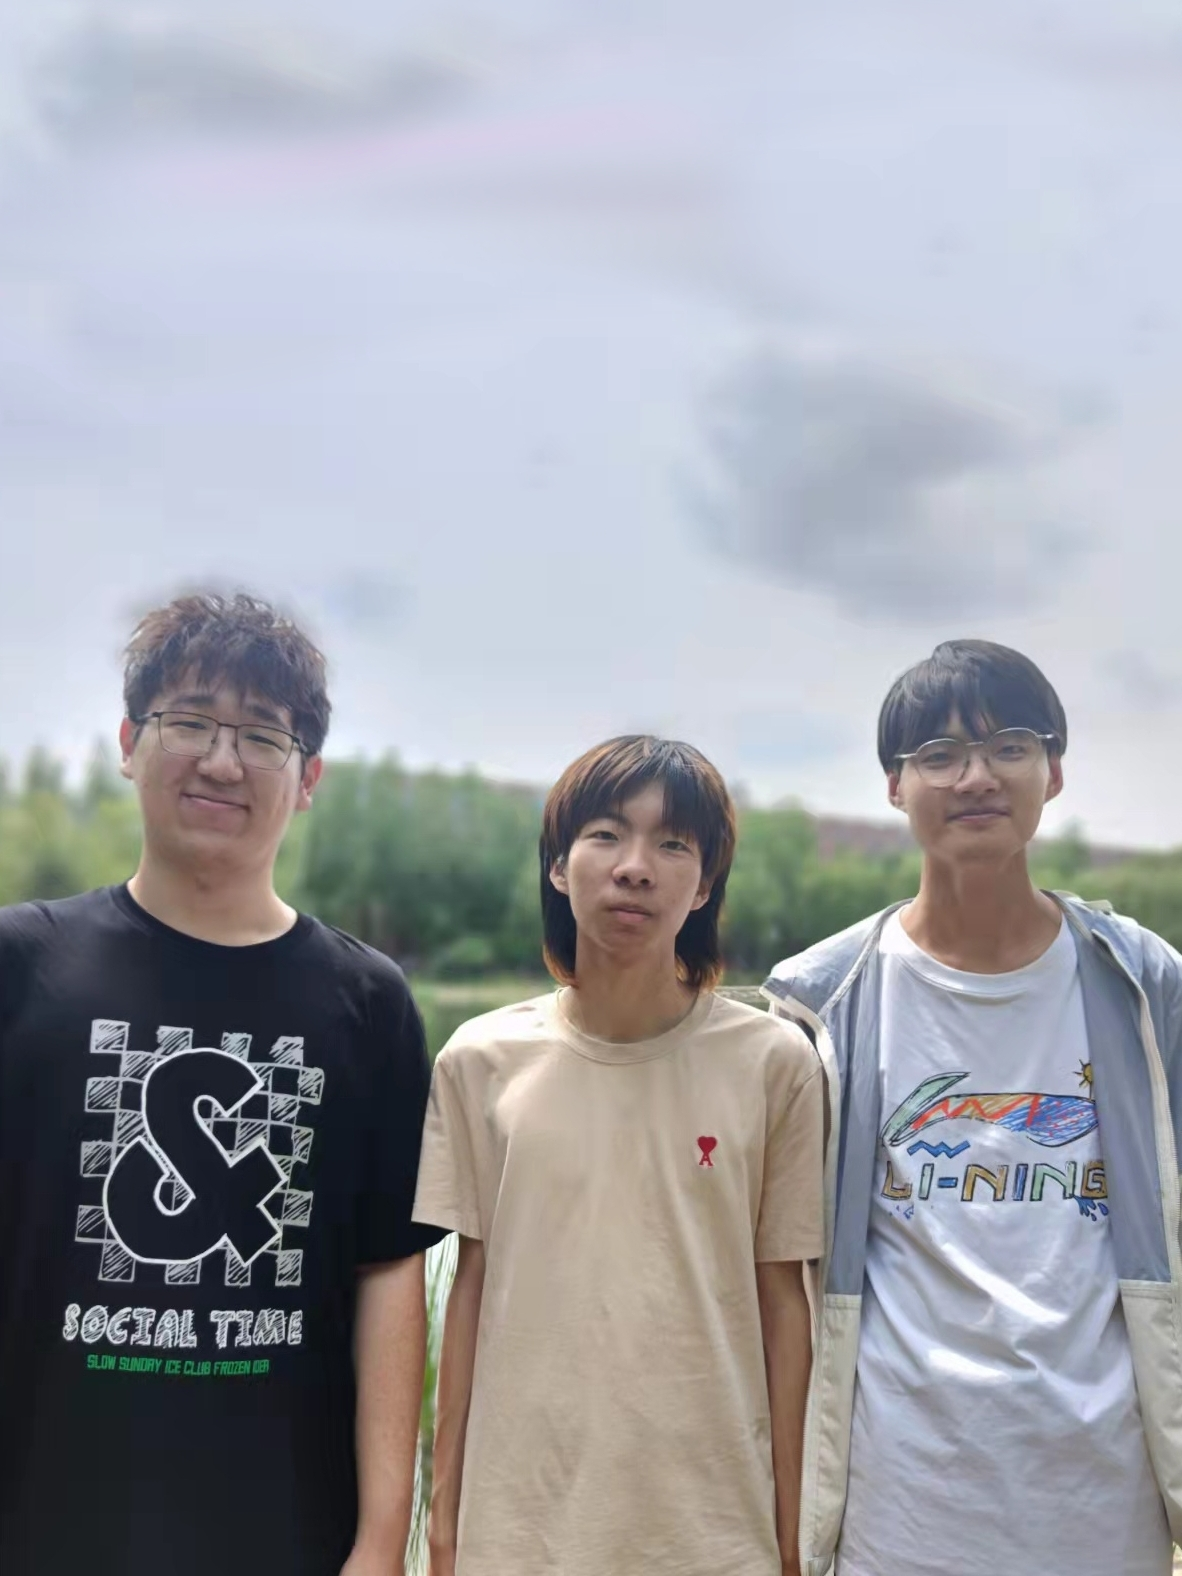 SOCIAL TIME
SLOW SUNDAY ICE CLUB FROZEN IDEA
A
LI-NING